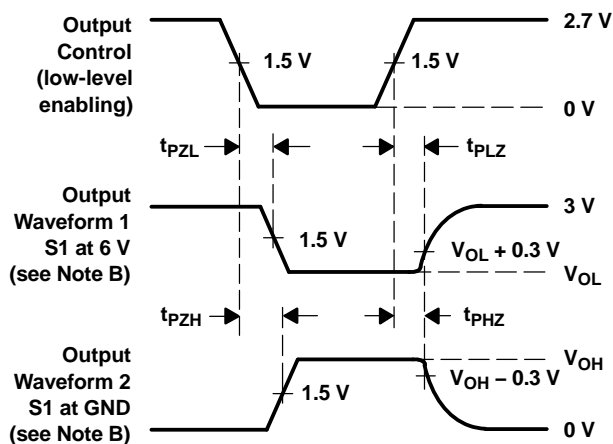 Output
Control
(low-level
enabling)
2.7 V
1.5 V
1.5 V
0 V
tPZL
tPLZ
Output
Waveform 1
S1 at 6 V
(see Note B)
3 V
1.5 V
VOL + 0.3 V
VOL
tPZH
tPHZ
Output
Waveform 2
S1 at GND
(see Note B)
VOH
VOH − 0.3 V
1.5 V
0 V